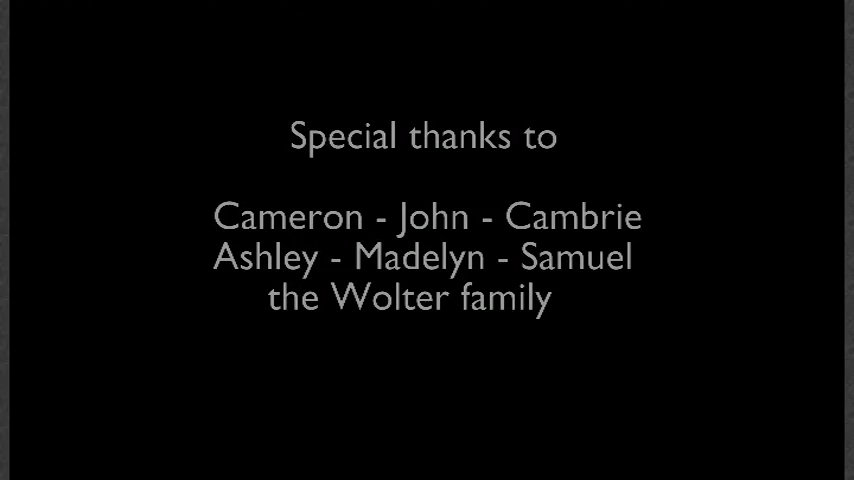 Special thanks to
Cameron - John - Cambrie
Ashley - Madelyn - Samuel
the Wolter family